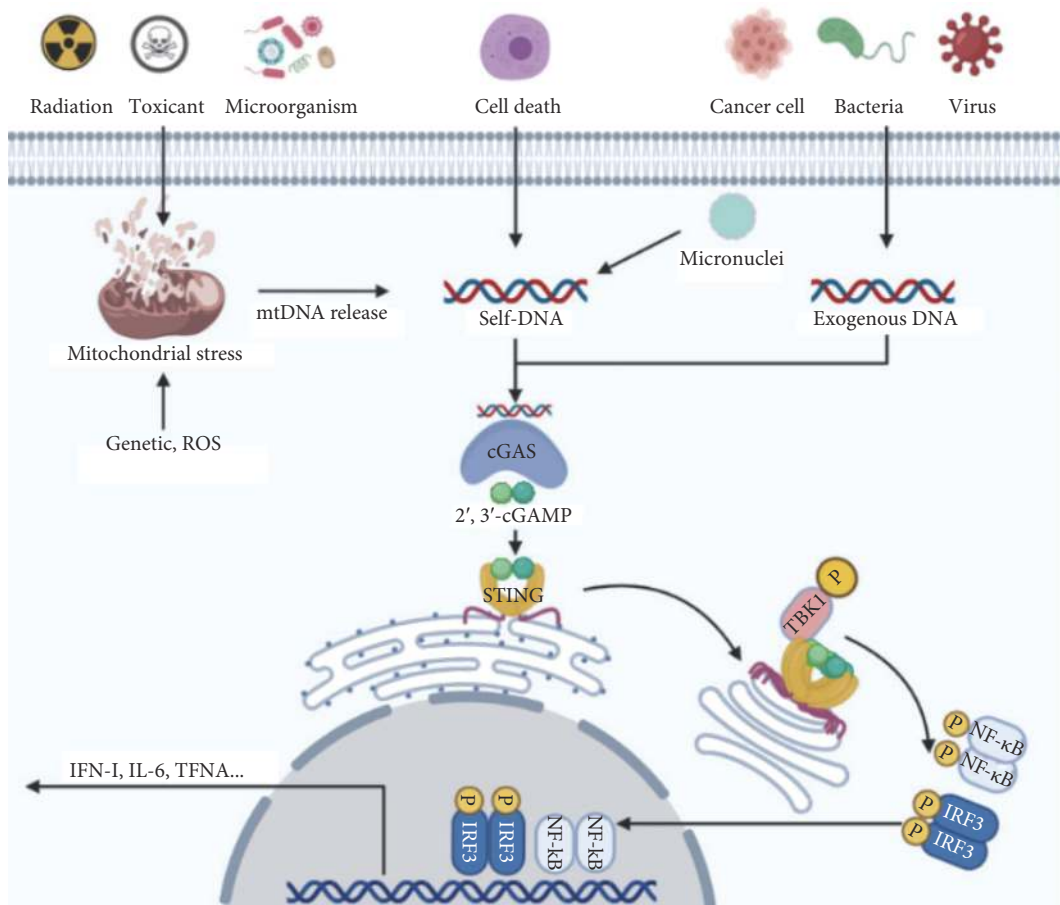 Radiation
Toxicant
Microorganism
Cell death
Cancer cell
Bacteria
Virus
Micronuclei
mtDNA release
Self-DNA
Exogenous DNA
Mitochondrial stress
Genetic, ROS
cGAS
2′, 3′-cGAMP
STING
P
TBK1
P
NF-κB
P
NF-κB
IFN-I, IL-6, TFNA...
P
IRF3
P
IRF3
P
IRF3
P
IRF3
NF-kB
NF-kB